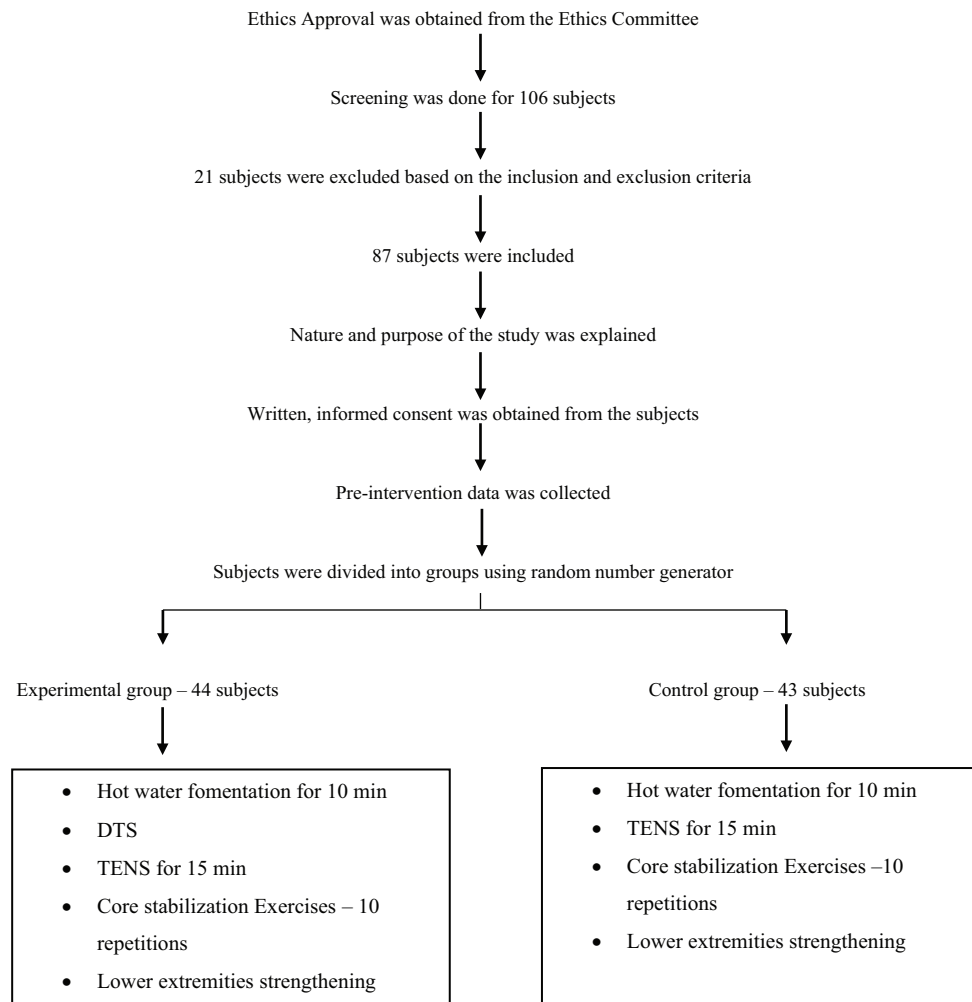 Ethics Approval was obtained from the Ethics Committee
Screening was done for 106 subjects
21 subjects were excluded based on the inclusion and exclusion criteria
87 subjects were included
Nature and purpose of the study was explained
Written, informed consent was obtained from the subjects
Pre-intervention data was collected
Subjects were divided into groups using random number generator
Experimental group – 44 subjects
Control group – 43 subjects
• Hot water fomentation for 10 min
• DTS
• TENS for 15 min
• Core stabilization Exercises – 10
repetitions
• Lower extremities strengthening
• Hot water fomentation for 10 min
• TENS for 15 min
• Core stabilization Exercises –10
repetitions
• Lower extremities strengthening